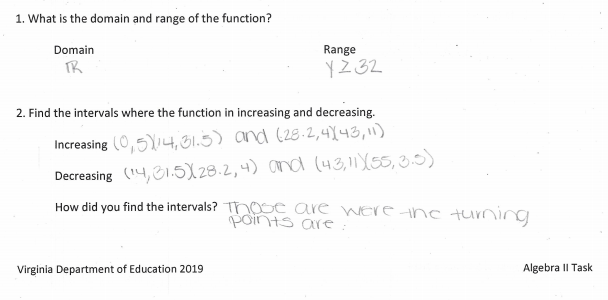 1. What is the domain and range of the function?
Domain Range
ℝ Y ≥ 32
2. Find the intervals where the function in increasing and decreasing.
Increasing (0,5)(14,31.5) and (28.2,4)(43,11)
Decreasing (14,31.5)(28.2,4) and (43,11)(55,3.5)
How did you find the intervals? Those are were the turning
points are.
Virginia Department of Education 2019 Algebra II Task